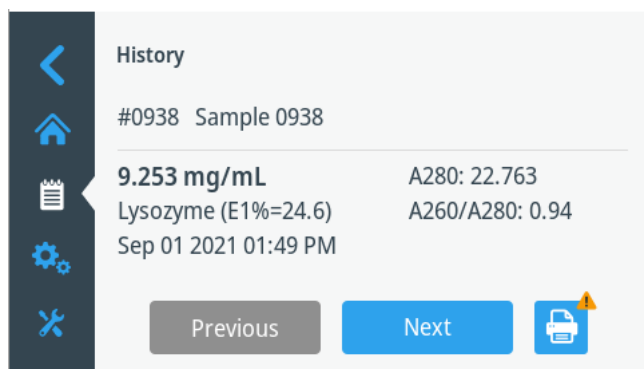 History
#0938 Sample 0938
9.253 mg/mL
A280: 22.763
Lysozyme (E1%=24.6)
A260/A280: 0.94
Sep 01 2021 01:49 PM
Previous
Next